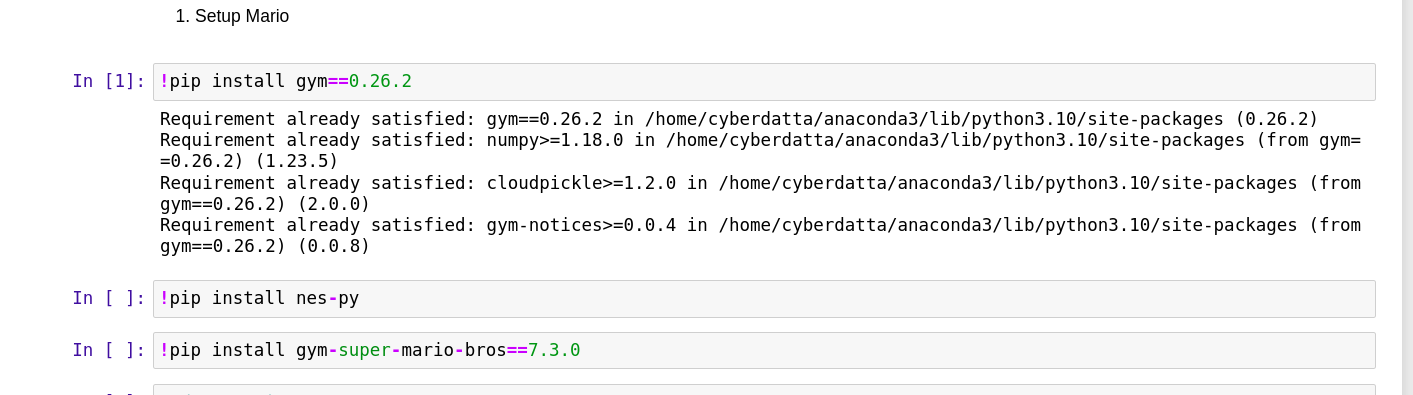 1. Setup Mario
In [1]: !pip install gym==0.26.2
Requirement already satisfied: gym==0.26.2 in /home/cyberdatta/anaconda3/lib/python3.10/site-packages (0.26.2)
Requirement already satisfied: numpy>=1.18.0 in /home/cyberdatta/anaconda3/lib/python3.10/site-packages (from gym=
=0.26.2) (1.23.5)
Requirement already satisfied: cloudpickle>=1.2.0 in /home/cyberdatta/anaconda3/lib/python3.10/site-packages (from
gym==0.26.2) (2.0.0)
Requirement already satisfied: gym-notices>=0.0.4 in /home/cyberdatta/anaconda3/lib/python3.10/site-packages (from
gym==0.26.2) (0.0.8)
In [ ]: !pip install nes-py
In [ ]: !pip install gym-super-mario-bros==7.3.0